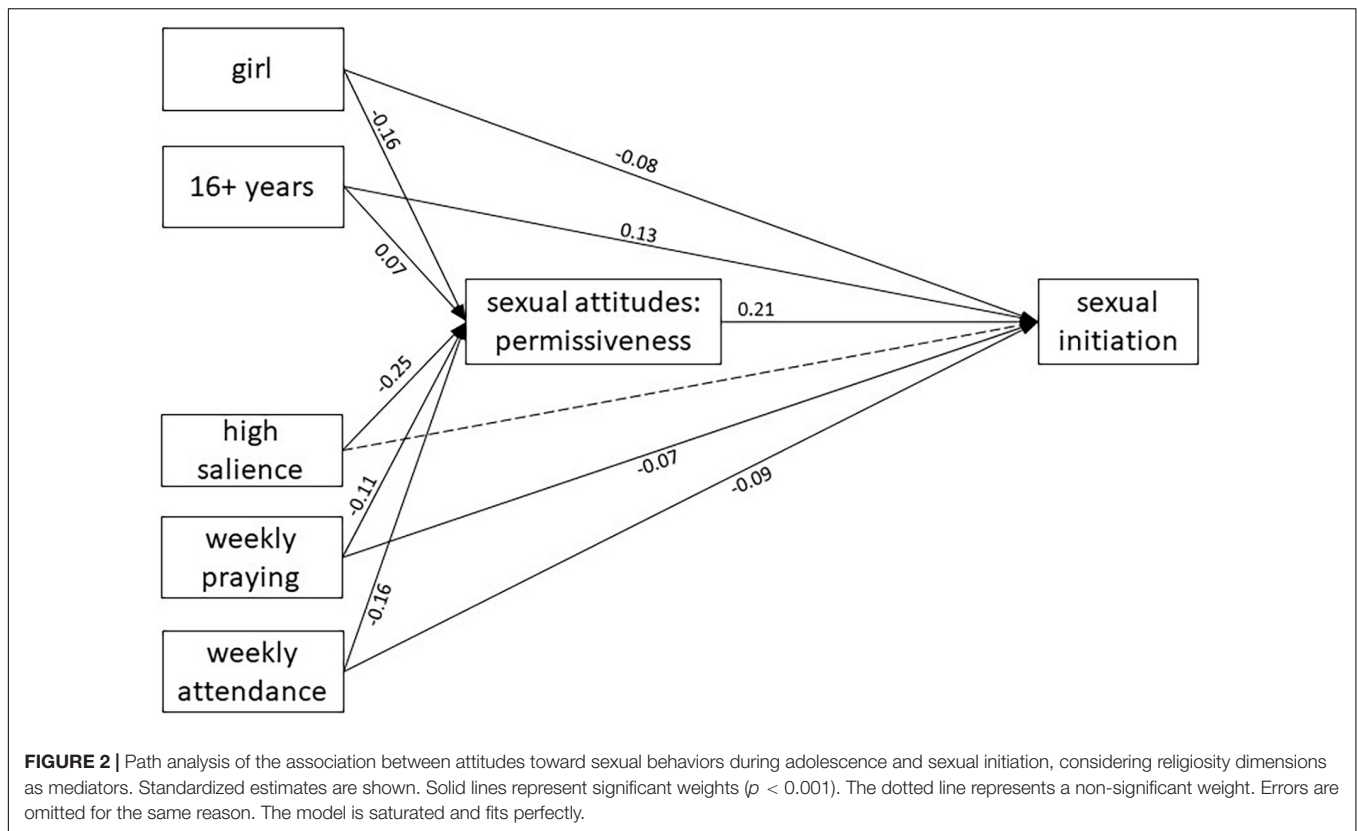 girl
-0.16
-0.08
16+ years
0.07
0.13
sexual attitudes:
permissiveness
0.21
sexual
initiation
high
salience
-0.25
weekly
praying
-0.11
-0.07
weekly
attendance
-0.16
-0.09
FIGURE 2 | Path analysis of the association between attitudes toward sexual behaviors during adolescence and sexual initiation, considering religiosity dimensions
as mediators. Standardized estimates are shown. Solid lines represent significant weights (p < 0.001). The dotted line represents a non-significant weight. Errors are
omitted for the same reason. The model is saturated and fits perfectly.